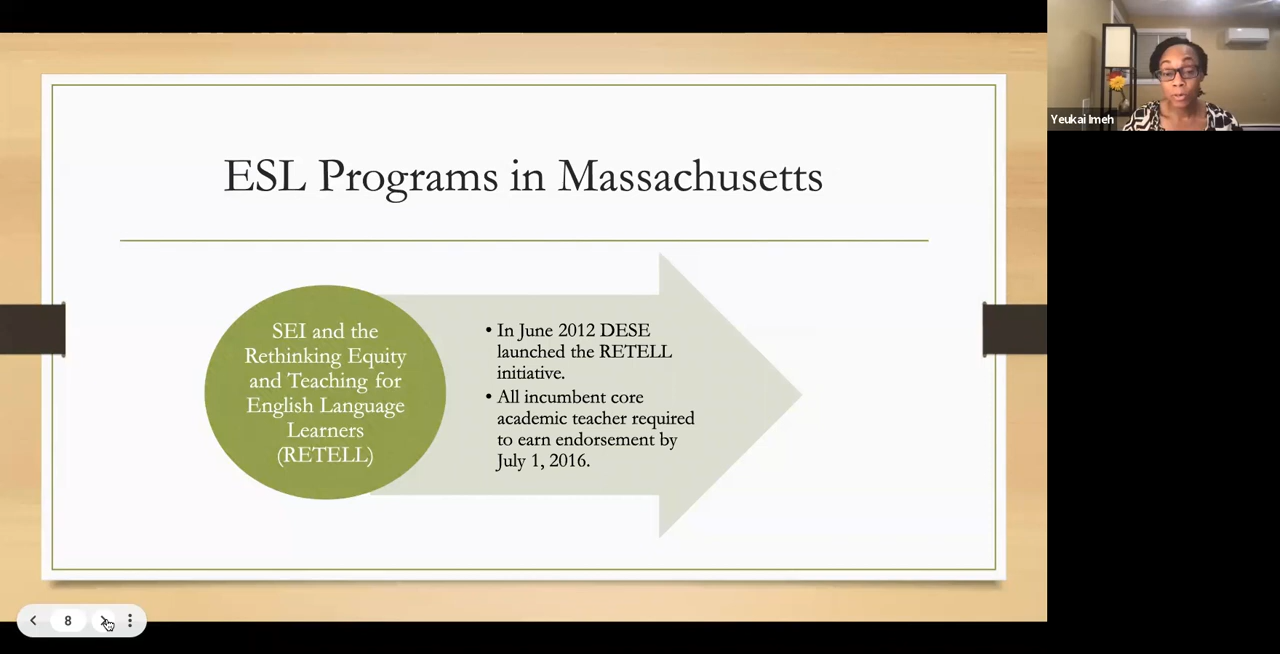 ESL Programs in Massachusetts
SEI and the
Rethinking Equity
and Teaching for
English Language
Learners
(RETELL)
• In June 2012 DESE
launched the RETELL
initiative.
• All incumbent core
academic teacher required
to earn endorsement by
July 1, 2016.
Yeukai Imeh
8